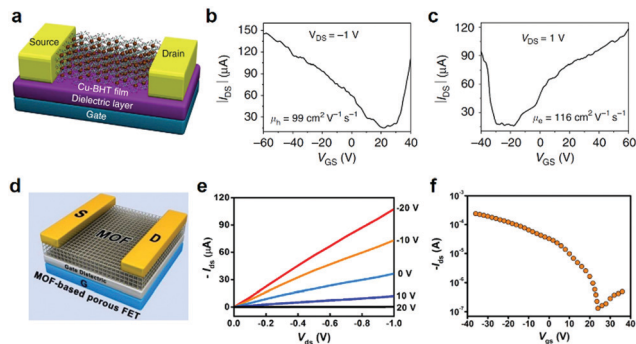 a
Source
Drain
Cu-BHT film
Dielectric layer
Gate
b
V_DS = −1 V
|I_DS| (μA)
150
120
90
60
30
μ_h = 99 cm² V⁻¹ s⁻¹
−60 −40 −20 0 20 40
V_GS (V)
c
V_DS = 1 V
|I_DS| (μA)
120
90
60
30
μ_e = 116 cm² V⁻¹ s⁻¹
−40 −20 0 20 40 60
V_GS (V)
d
S
D
MOF
Gate Dielectric
G
MOF-based porous FET
e
- I_ds (μA)
120
90
60
30
0
-20 V
-10 V
0 V
10 V
20 V
0.0 -0.2 -0.4 -0.6 -0.8 -1.0
V_ds (V)
f
-I_ds (A)
10⁻³
10⁻⁴
10⁻⁵
10⁻⁶
10⁻⁷
-40 -30 -20 -10 0 10 20 30 40
V_gs (V)